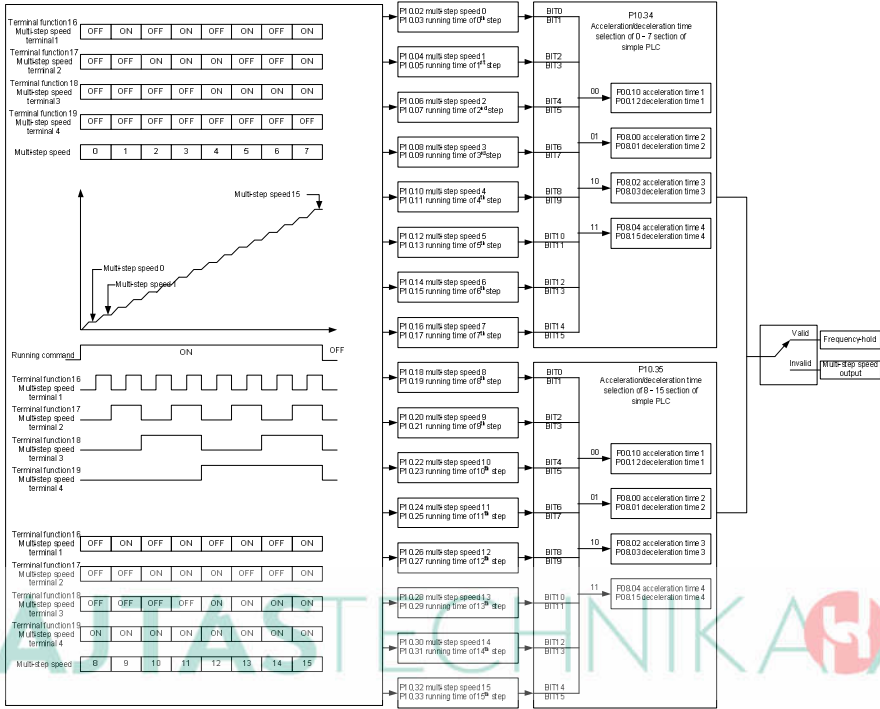 Terminal function 16
Multi-step speed
terminal 1
OFF ON OFF ON OFF ON OFF ON
Terminal function 17
Multi-step speed
terminal 2
OFF OFF ON ON OFF OFF ON ON
Terminal function 18
Multi-step speed
terminal 3
OFF OFF OFF OFF ON ON ON ON
Terminal function 19
Multi-step speed
terminal 4
OFF OFF OFF OFF OFF OFF OFF OFF
Multi-step speed
0 1 2 3 4 5 6 7
Multi-step speed 15
Multi-step speed 0
Multi-step speed 1
Running command
ON
OFF
Terminal function 16
Multi-step speed
terminal 1
Terminal function 17
Multi-step speed
terminal 2
Terminal function 18
Multi-step speed
terminal 3
Terminal function 19
Multi-step speed
terminal 4
Terminal function 16
Multi-step speed
terminal 1
OFF ON OFF ON OFF ON OFF ON
Terminal function 17
Multi-step speed
terminal 2
OFF OFF ON ON OFF OFF ON ON
Terminal function 18
Multi-step speed
terminal 3
OFF OFF OFF OFF ON ON ON ON
Terminal function 19
Multi-step speed
terminal 4
ON ON ON ON ON ON ON ON
Multi-step speed
8 9 10 11 12 13 14 15
P10.02 multi-step speed 0
P10.03 running time of 0th step
P10.04 multi-step speed 1
P10.05 running time of 1st step
P10.06 multi-step speed 2
P10.07 running time of 2nd step
P10.08 multi-step speed 3
P10.09 running time of 3rd step
P10.10 multi-step speed 4
P10.11 running time of 4th step
P10.12 multi-step speed 5
P10.13 running time of 5th step
P10.14 multi-step speed 6
P10.15 running time of 6th step
P10.16 multi-step speed 7
P10.17 running time of 7th step
P10.18 multi-step speed 8
P10.19 running time of 8th step
P10.20 multi-step speed 9
P10.21 running time of 9th step
P10.22 multi-step speed 10
P10.23 running time of 10th step
P10.24 multi-step speed 11
P10.25 running time of 11th step
P10.26 multi-step speed 12
P10.27 running time of 12th step
P10.28 multi-step speed 13
P10.29 running time of 13th step
P10.30 multi-step speed 14
P10.31 running time of 14th step
P10.32 multi-step speed 15
P10.33 running time of 15th step
P10.34
Acceleration/deceleration time
selection of 0 – 7 section of
simple PLC
BIT0
BIT1
BIT2
BIT3
BIT4
BIT5
BIT6
BIT7
BIT8
BIT9
BIT10
BIT11
BIT12
BIT13
BIT14
BIT15
00
P00.10 acceleration time 1
P00.12 deceleration time 1
01
P08.00 acceleration time 2
P08.01 deceleration time 2
10
P08.02 acceleration time 3
P08.03 deceleration time 3
11
P08.04 acceleration time 4
P08.15 deceleration time 4
P10.35
Acceleration/deceleration time
selection of 8 – 15 section of
simple PLC
BIT0
BIT1
BIT2
BIT3
BIT4
BIT5
BIT6
BIT7
BIT8
BIT9
BIT10
BIT11
BIT12
BIT13
BIT14
BIT15
00
P00.10 acceleration time 1
P00.12 deceleration time 1
01
P08.00 acceleration time 2
P08.01 deceleration time 2
10
P08.02 acceleration time 3
P08.03 deceleration time 3
11
P08.04 acceleration time 4
P08.15 deceleration time 4
Valid
Frequency-hold
Invalid
Multi-step speed
output
AJTASTECHNIKA